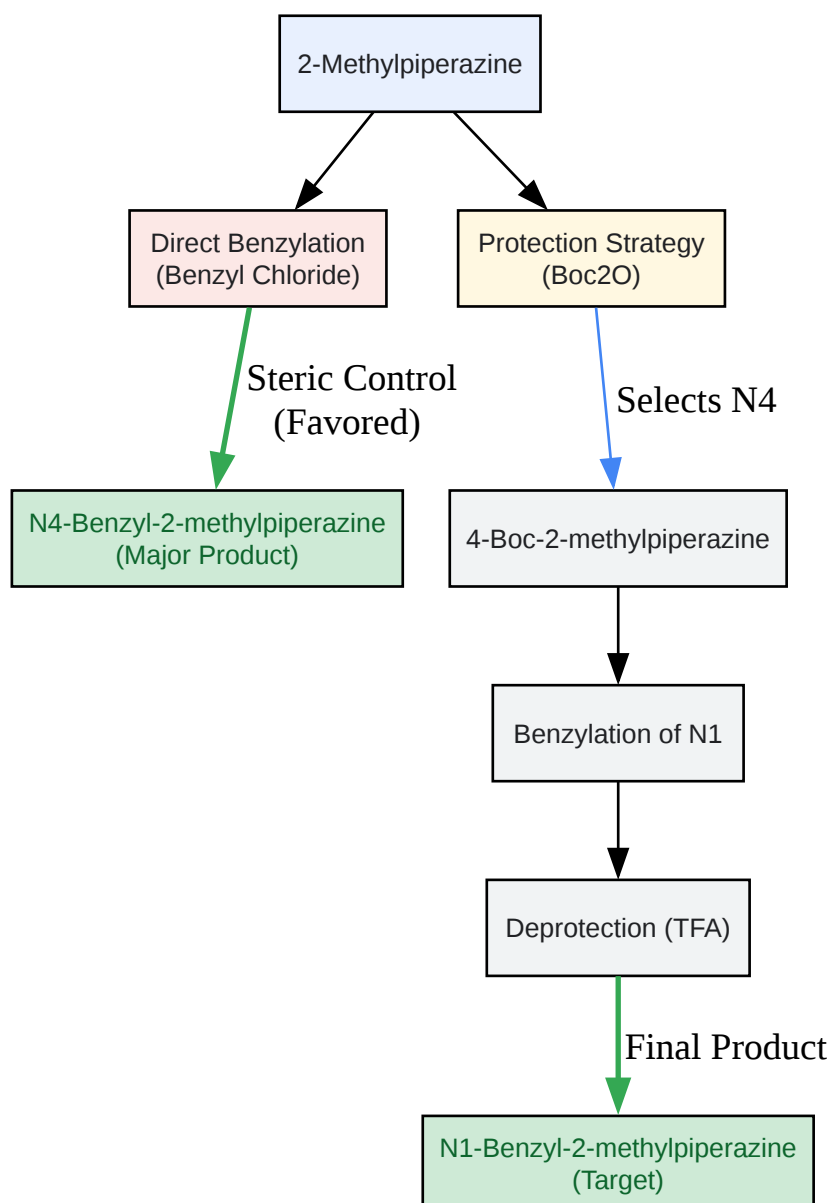 2-Methylpiperazine
Direct Benzylation
(Benzyl Chloride)
Protection Strategy
(Boc2O)
Steric Control
(Favored)
Selects N4
N4-Benzyl-2-methylpiperazine
(Major Product)
4-Boc-2-methylpiperazine
Benzylation of N1
Deprotection (TFA)
Final Product
N1-Benzyl-2-methylpiperazine
(Target)